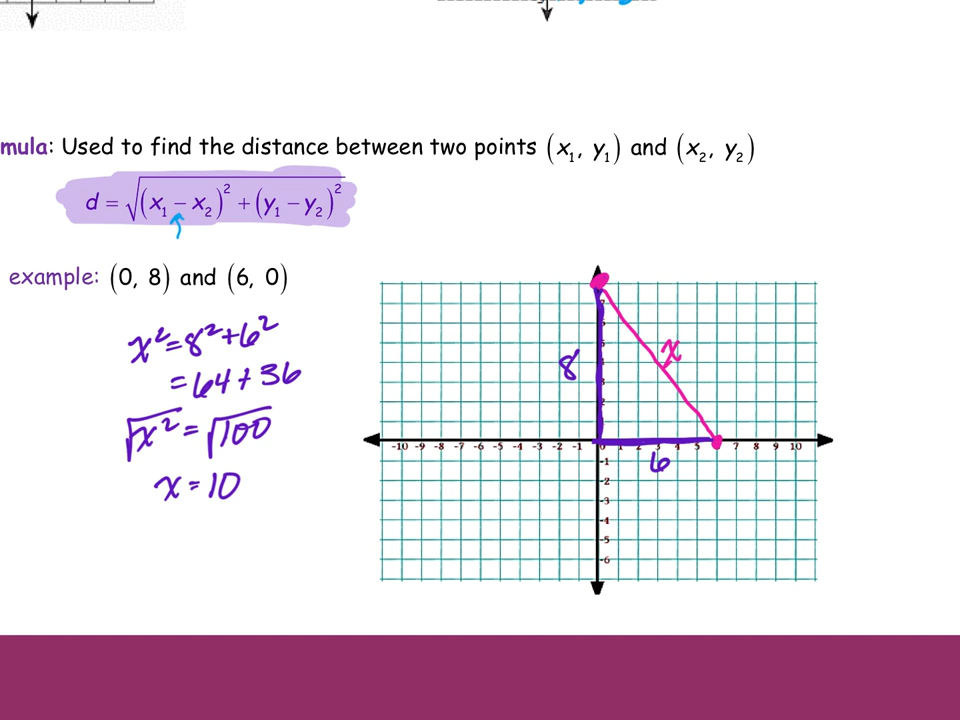 mula: Used to find the distance between two points (x₁, y₁) and (x₂, y₂)
d = √(x₁ − x₂)² + (y₁ − y₂)²
example: (0, 8) and (6, 0)
x² = 8² + 6²
= 64 + 36
√x² = √100
x = 10
x
8
-10 -9 -8 -7 -6 -5 -4 -3 -2 -1 0 1 2 3 4 5 7 8 9 10
6
-1
-2
-3
-4
-5
-6